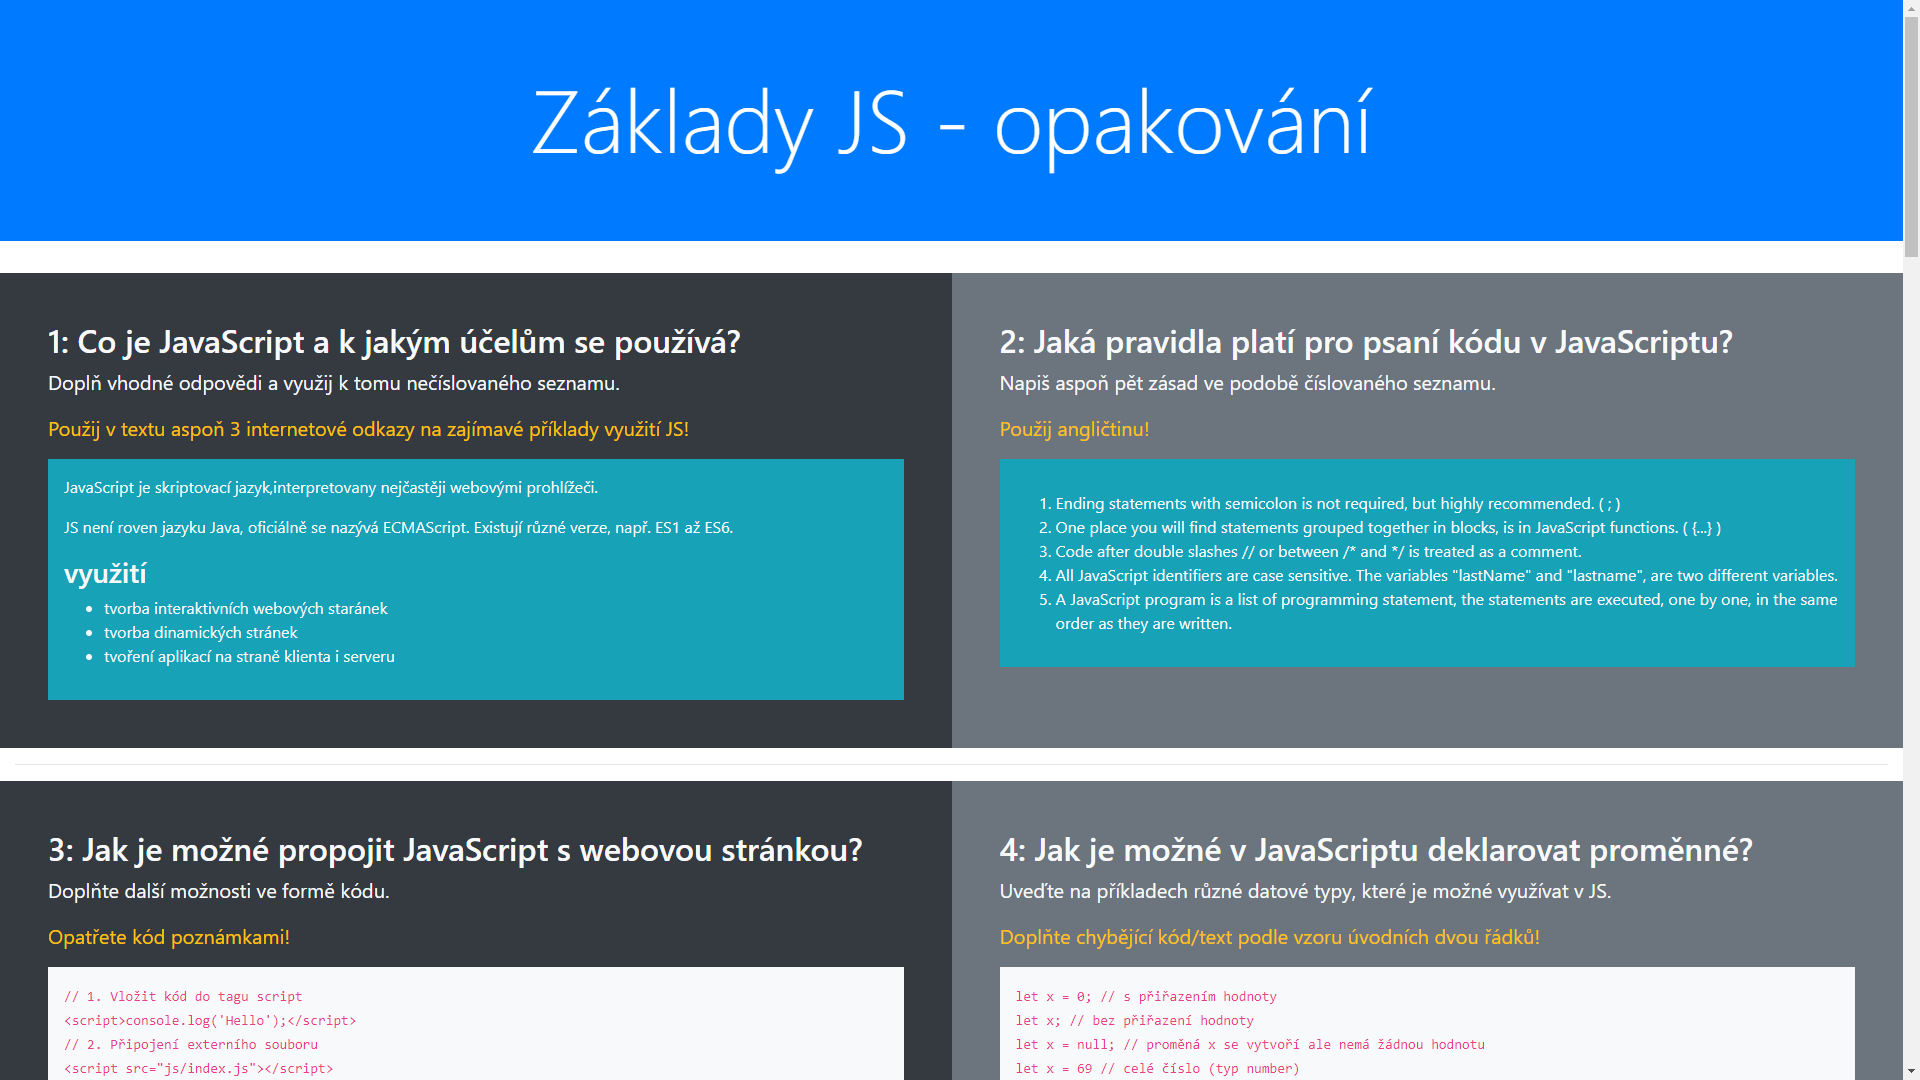 Základy JS - opakování
1: Co je JavaScript a k jakým účelům se používá?
Doplň vhodné odpovědi a využij k tomu nečíslovaného seznamu.
Použij v textu aspoň 3 internetové odkazy na zajímavé příklady využití JS!
JavaScript je skriptovací jazyk,interpretovany nejčastěji webovými prohlížeči.
JS není roven jazyku Java, oficiálně se nazývá ECMAScript. Existují různé verze, např. ES1 až ES6.
využití
• tvorba interaktivních webových staránek
• tvorba dinamických stránek
• tvoření aplikací na straně klienta i serveru
2: Jaká pravidla platí pro psaní kódu v JavaScriptu?
Napiš aspoň pět zásad ve podobě číslovaného seznamu.
Použij angličtinu!
1. Ending statements with semicolon is not required, but highly recommended. ( ; )
2. One place you will find statements grouped together in blocks, is in JavaScript functions. ( {...} )
3. Code after double slashes // or between /* and */ is treated as a comment.
4. All JavaScript identifiers are case sensitive. The variables "lastName" and "lastname", are two different variables.
5. A JavaScript program is a list of programming statement, the statements are executed, one by one, in the same
order as they are written.
3: Jak je možné propojit JavaScript s webovou stránkou?
Doplňte další možnosti ve formě kódu.
Opatřete kód poznámkami!
// 1. Vložit kód do tagu script
<script>console.log('Hello');</script>
// 2. Připojení externího souboru
<script src="js/index.js"></script>
4: Jak je možné v JavaScriptu deklarovat proměnné?
Uveďte na příkladech různé datové typy, které je možné využívat v JS.
Doplňte chybějící kód/text podle vzoru úvodních dvou řádků!
let x = 0; // s přiřazením hodnoty
let x; // bez přiřazení hodnoty
let x = null; // proměná x se vytvoří ale nemá žádnou hodnotu
let x = 69 // celé číslo (typ number)